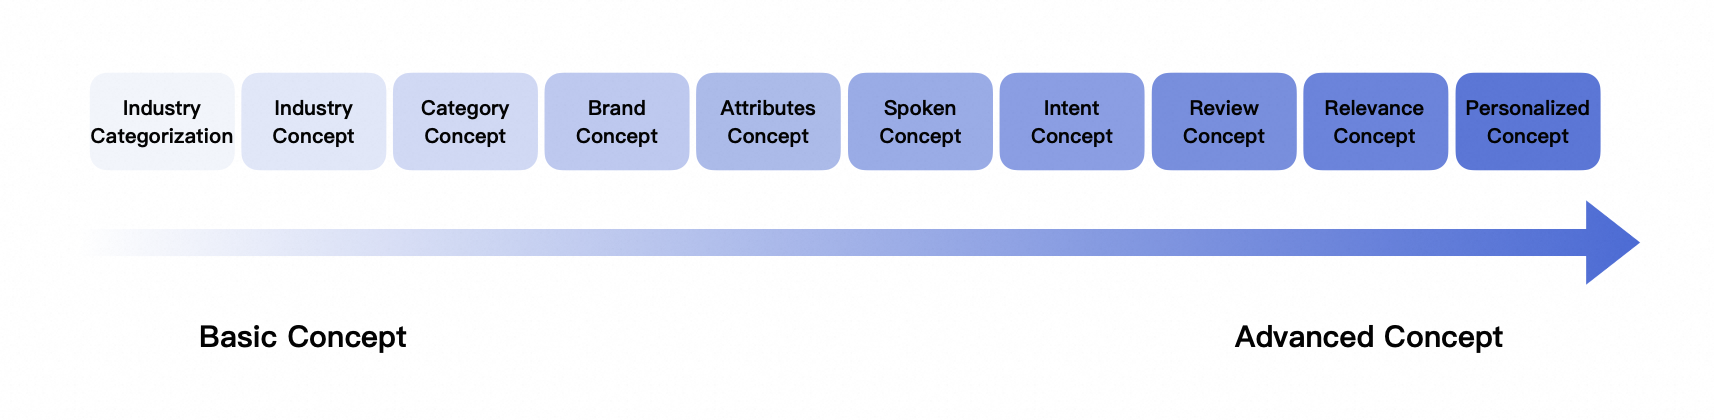 Industry
Categorization
Industry
Concept
Category
Concept
Brand
Concept
Attributes
Concept
Spoken
Concept
Intent
Concept
Review
Concept
Relevance
Concept
Personalized
Concept
Basic Concept
Advanced Concept